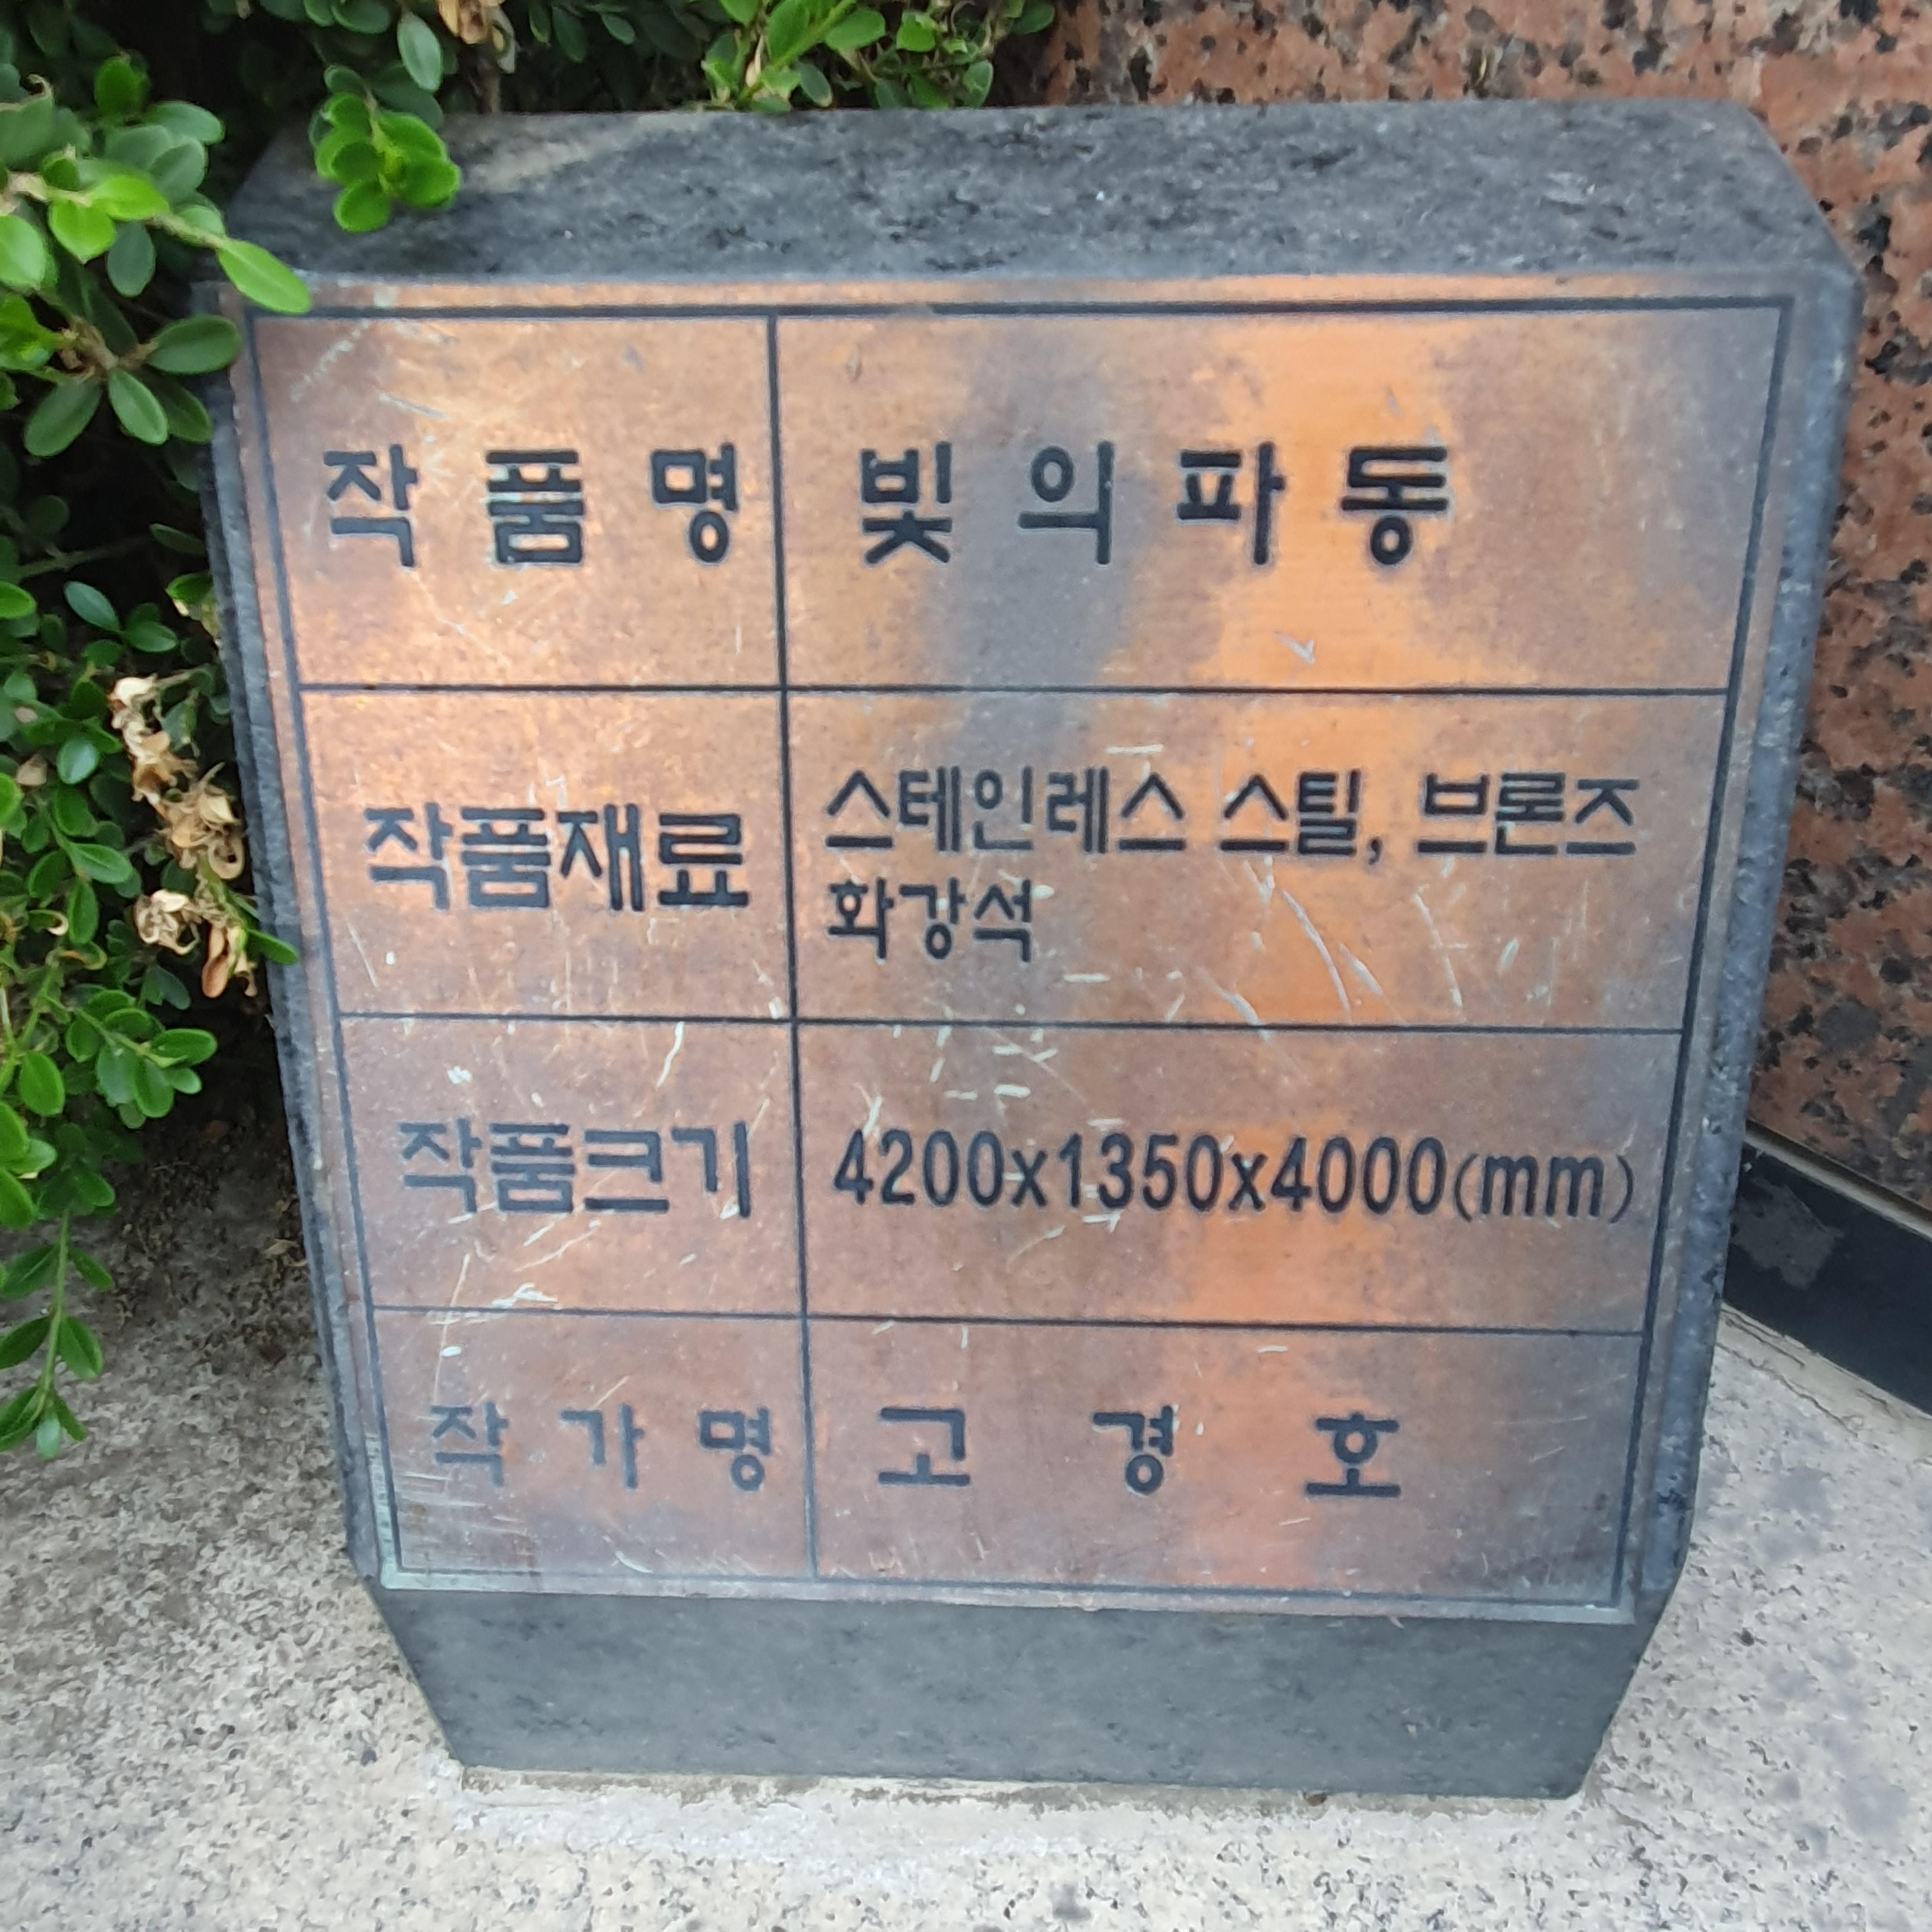 작품명 빛의파동
작품재료 스테인레스 스틸, 브론즈
화강석
작품크기 4200x1350x4000(mm)
작가명 고경호